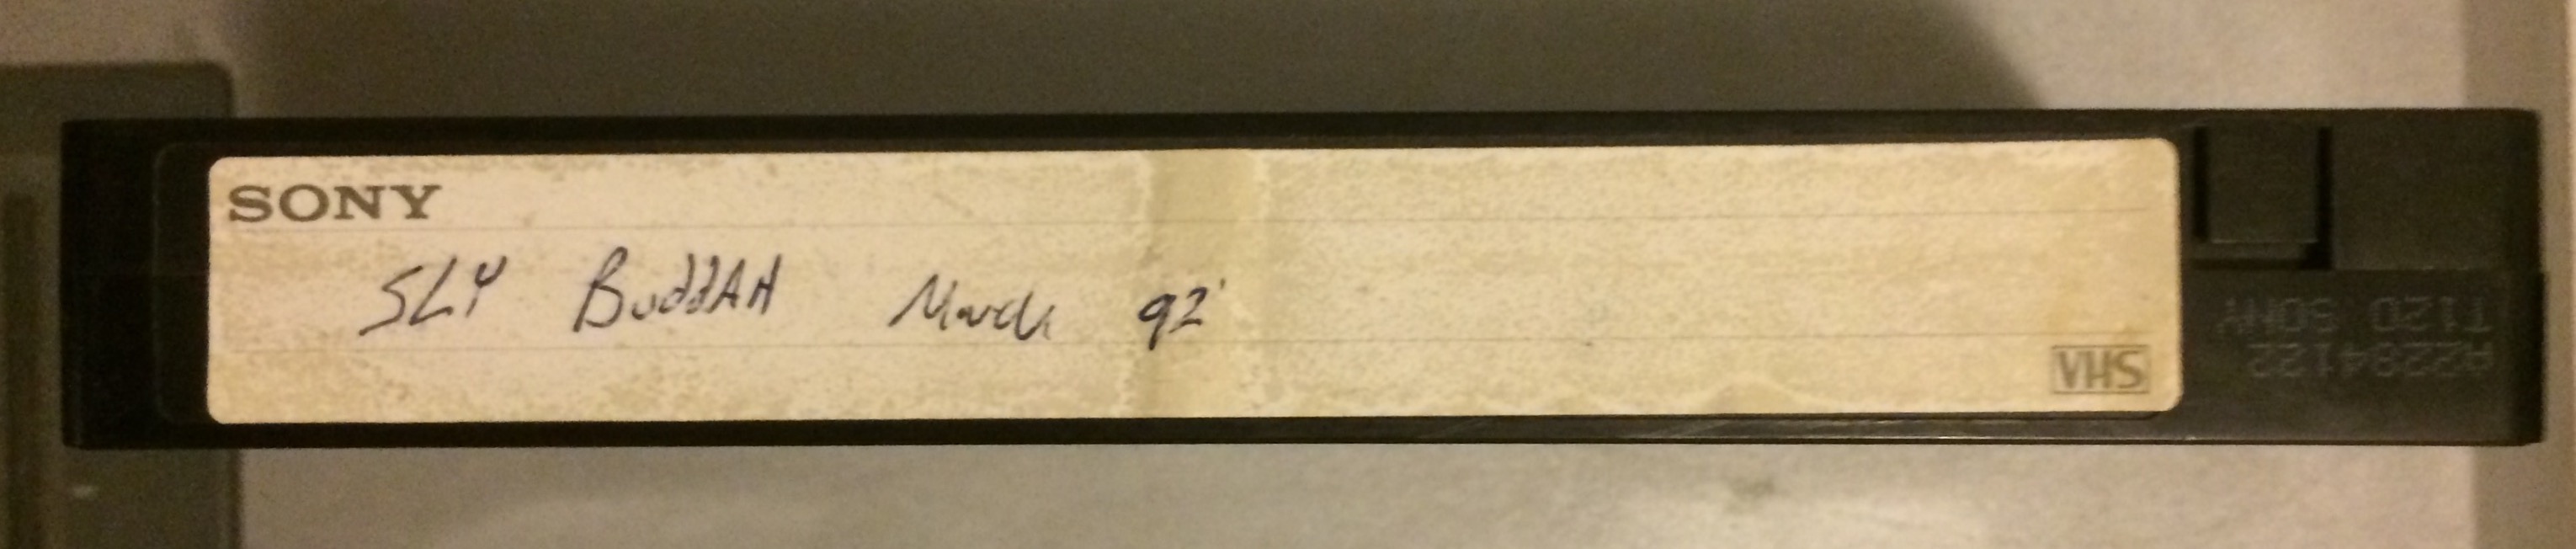 SONY
SLY BuddAH March 92'
VHS
T120 SONY
A2284122